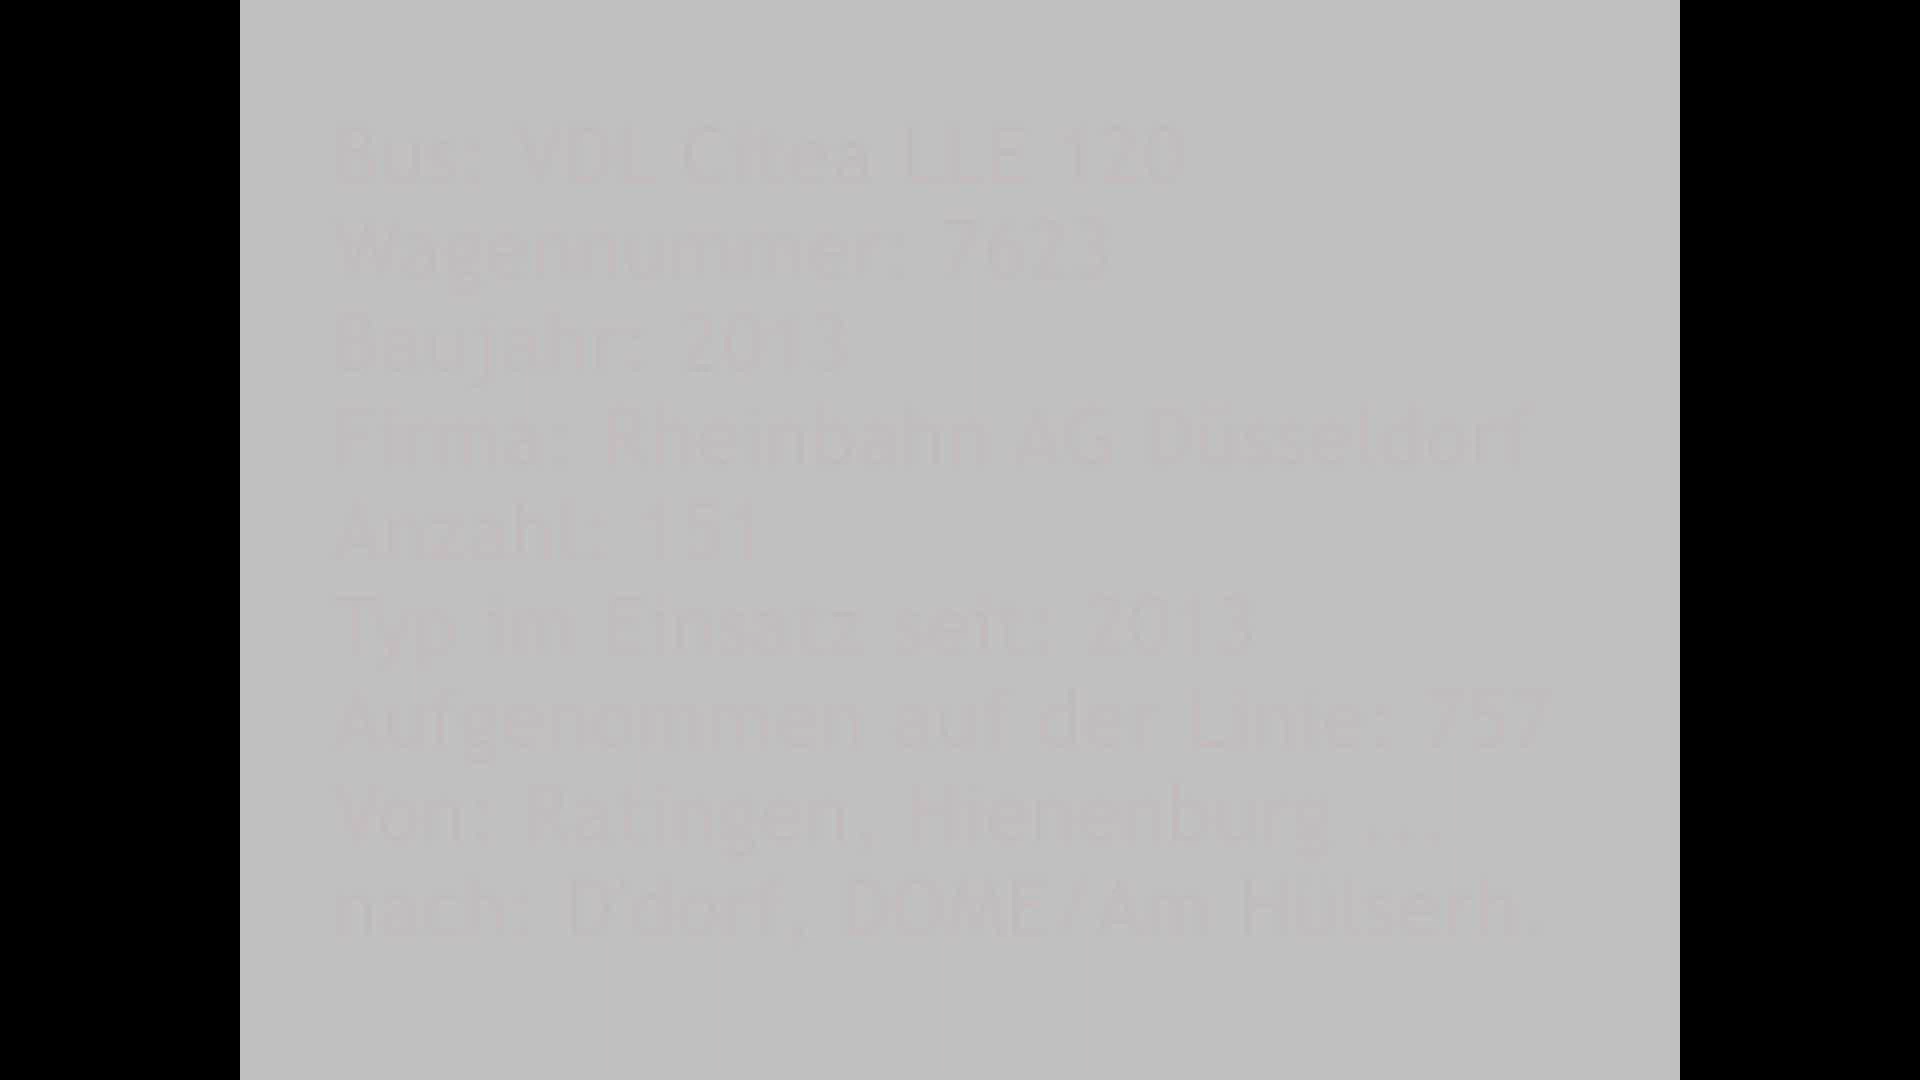 Bus: VDL Citea LLE 120
Wagennummer: 7623
Baujahr: 2013
Firma: Rheinbahn AG Düsseldorf
Anzahl: 151
Typ im Einsatz seit: 2013
Aufgenommen auf der Linie: 757
Von: Ratingen, Hienenburg ...
nach: D'dorf, DOME/Am Hülserh.